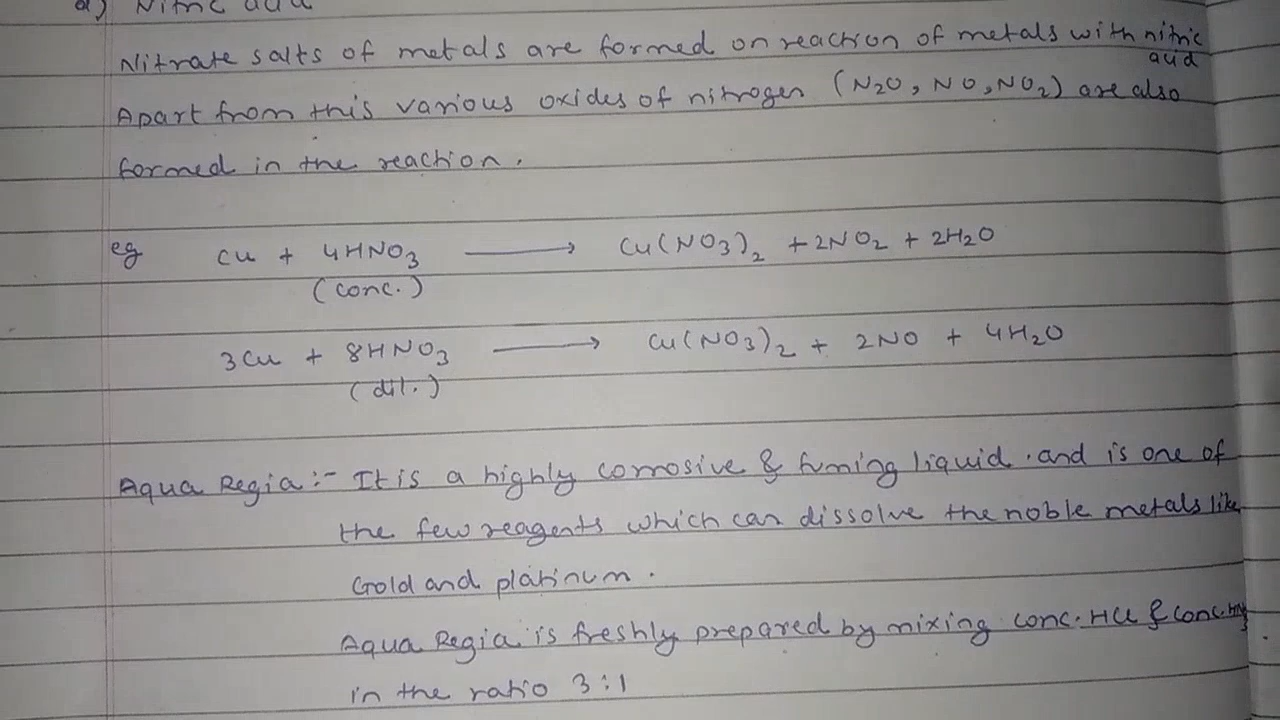 a) Nitric acid
Nitrate salts of metals are formed on reaction of metals with nitric
acid
Apart from this various oxides of nitrogen (N2O, NO, NO2) are also
formed in the reaction.
eg Cu + 4HNO3 ⟶ Cu(NO3)2 + 2NO2 + 2H2O
(conc.)
3Cu + 8HNO3 ⟶ Cu(NO3)2 + 2NO + 4H2O
(dil.)
Aqua Regia :- It is a highly corrosive & fuming liquid. and is one of
the few reagents which can dissolve the noble metals like
Gold and platinum.
Aqua Regia is freshly prepared by mixing conc. HCl & conc.
in the ratio 3:1